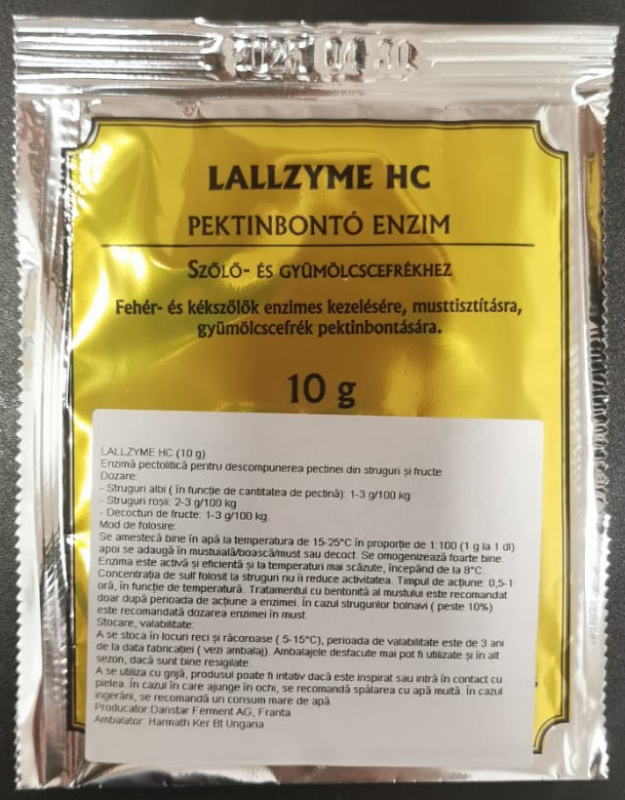 04 30
LALLZYME HC
PEKTINBONTÓ ENZIM
SZŐLŐ- ÉS GYÜMÖLCSCEFRÉKHEZ
Fehér- és kékszőlők enzimes kezelésére, musttisztításra,
gyümölcscefrék pektinbontására.
10 g
LALLZYME HC (10 g)
Enzimă pectolitică pentru descompunerea pectinei din struguri și fructe
Dozare:
- Struguri albi ( în funcție de cantitatea de pectină): 1-3 g/100 kg
- Struguri roșii: 2-3 g/100 kg
- Decocturi de fructe: 1-3 g/100 kg.
Mod de folosire:
Se amestecă bine în apă la temperatura de 15-25°C în proporție de 1:100 (1 g la 1 dl)
apoi se adaugă în mustuială/boască/must sau decoct. Se omogenizează foarte bine.
Enzima este activă și eficientă și la temperaturi mai scăzute, începând de la 8°C.
Concentrația de sulf folosit la struguri nu îi reduce activitatea. Timpul de acțiune: 0,5-1
oră, în funcție de temperatură. Tratamentul cu bentonită al mustului este recomandat
doar după perioada de acțiune a enzimei. În cazul strugurilor bolnavi ( peste 10%)
este recomandată dozarea enzimei în must.
Stocare, valabilitate:
A se stoca în locuri reci și răcoroase ( 5-15°C), perioada de valabilitate este de 3 ani
de la data fabricației ( vezi ambalaj). Ambalajele desfacute mai pot fi utilizate și în alt
sezon, dacă sunt bine resigilate.
A se utiliza cu grijă, produsul poate fi iritativ dacă este inspirat sau intră în contact cu
pielea. În cazul în care ajunge în ochi, se recomandă spălarea cu apă multă. În cazul
ingerării, se recomandă un consum mare de apă.
Producator:Danstar Ferment AG, Franta
Ambalator: Harmath Ker Bt Ungaria